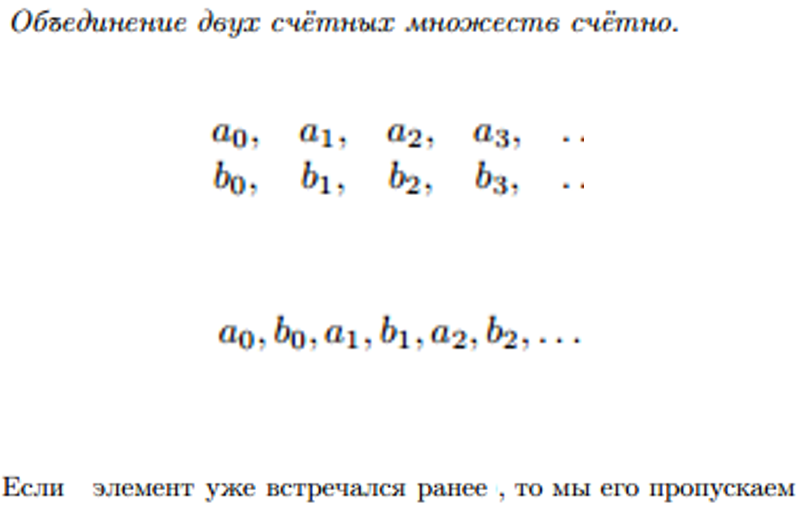 Объединение двух счётных множеств счётно.
a₀, a₁, a₂, a₃, ..
b₀, b₁, b₂, b₃, ..
a₀, b₀, a₁, b₁, a₂, b₂, ...
Если элемент уже встречался ранее , то мы его пропускаем